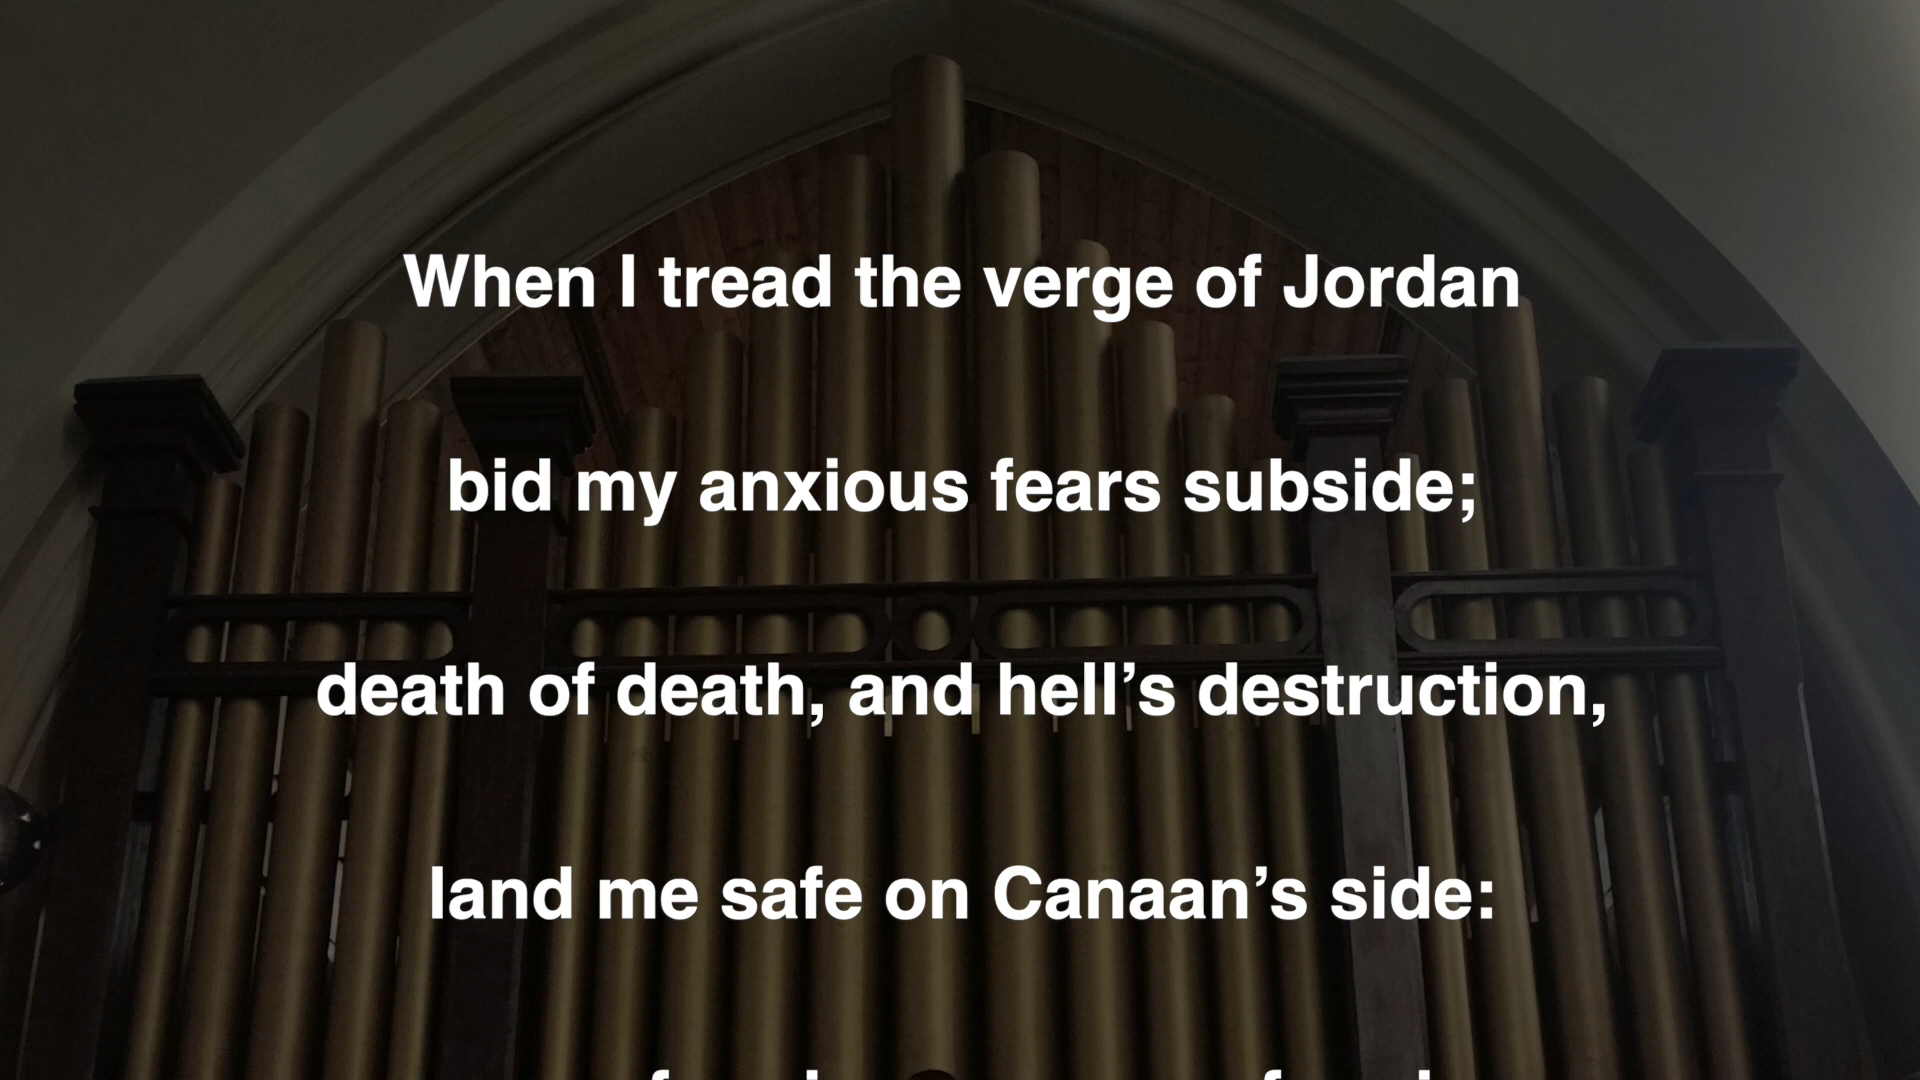 When I tread the verge of Jordan
bid my anxious fears subside;
death of death, and hell’s destruction,
land me safe on Canaan’s side: